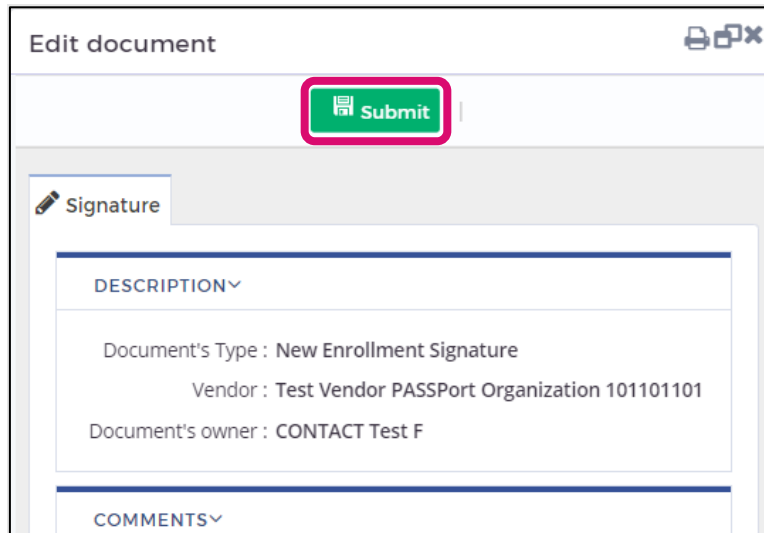 Edit document
Submit
Signature
DESCRIPTION
Document's Type : New Enrollment Signature
Vendor : Test Vendor PASSPort Organization 101101101
Document's owner : CONTACT Test F
COMMENTS